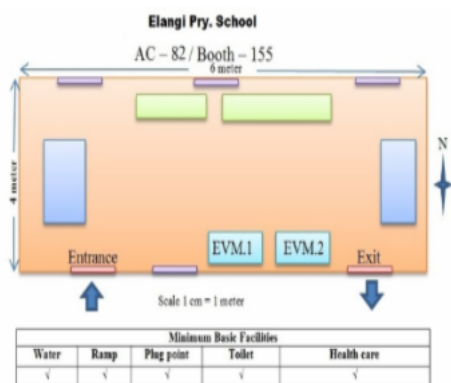 Elangi Pry. School
AC – 82 / Booth – 155
6 meter
4 meter
N
EVM.1 EVM.2
Entrance Exit
Scale 1 cm = 1 meter
Minimum Basic Facilities
Water Ramp Plug point Toilet Health care
√ √ √ √ √